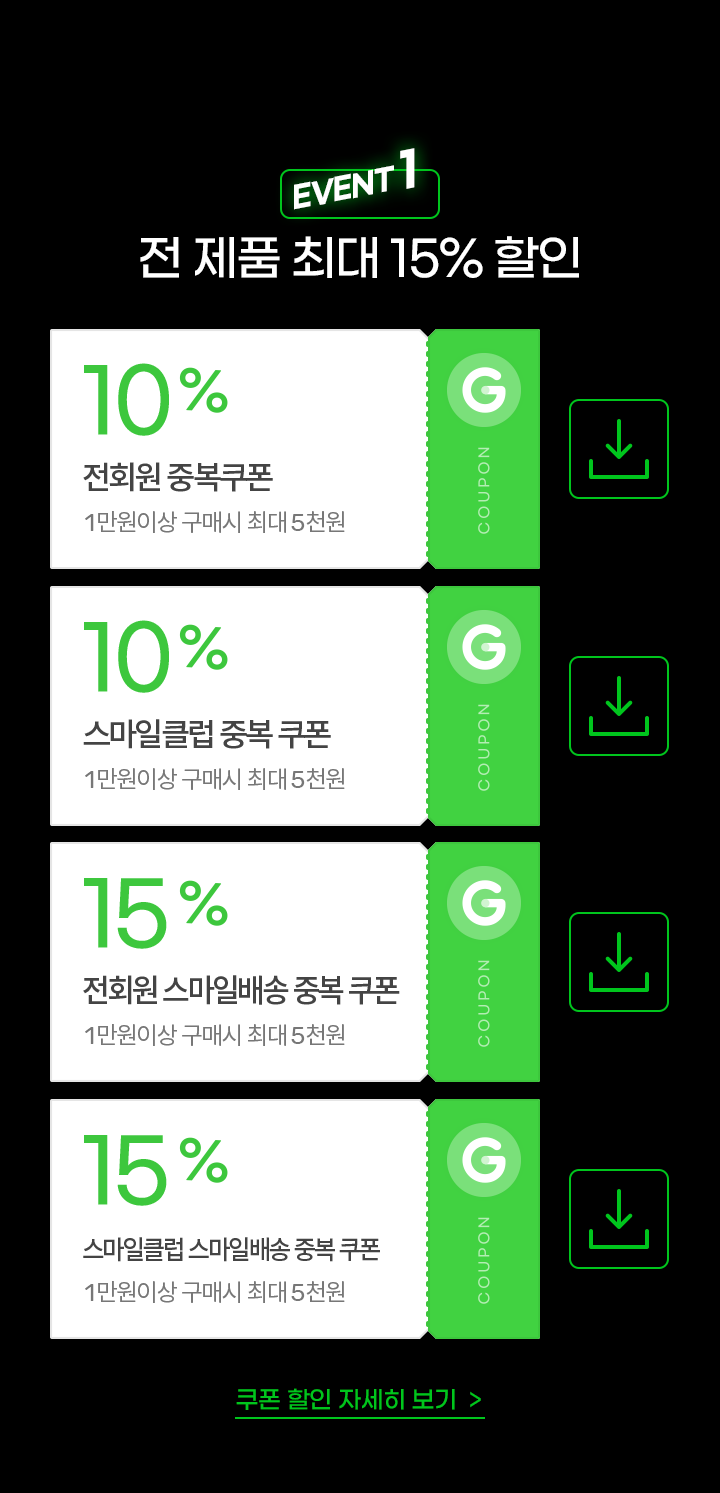 EVENT 1
전 제품 최대 15% 할인
10%
전회원 중복쿠폰
1만원이상 구매시 최대 5천원
G
COUPON
10%
스마일클럽 중복 쿠폰
1만원이상 구매시 최대 5천원
G
COUPON
15%
전회원 스마일배송 중복 쿠폰
1만원이상 구매시 최대 5천원
G
COUPON
15%
스마일클럽 스마일배송 중복 쿠폰
1만원이상 구매시 최대 5천원
G
COUPON
쿠폰 할인 자세히 보기 >